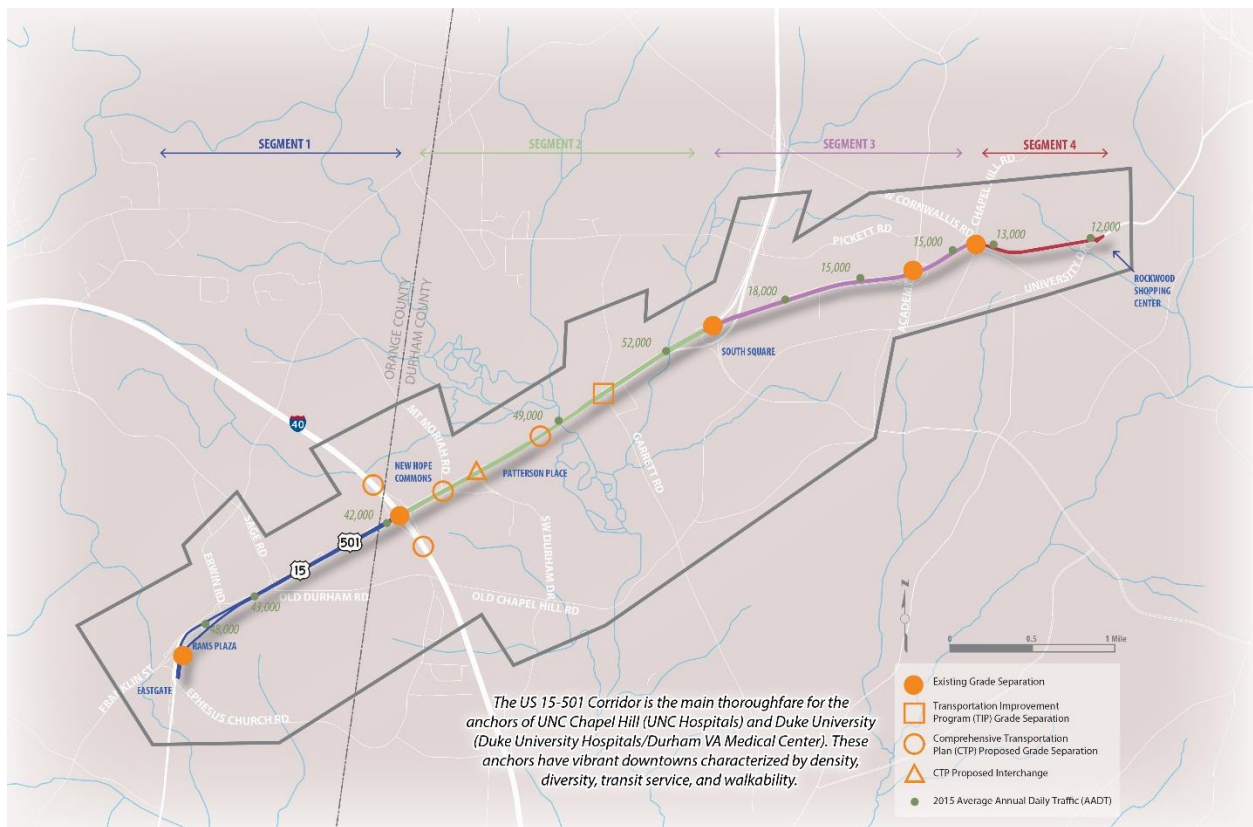 SEGMENT 1
SEGMENT 2
SEGMENT 3
SEGMENT 4
CHAPEL HILL RD
W CORNWALLIS RD
PICKETT RD
15,000
13,000
12,000
15,000
UNIVERSITY DR
ROCKWOOD
SHOPPING
CENTER
18,000
ACADEMY
ORANGE COUNTY
DURHAM COUNTY
52,000
SOUTH SQUARE
40
MT MORIAH RD
49,000
GARRETT RD
NEW HOPE
COMMONS
PATTERSON PLACE
42,000
SAGE RD
501
15
SW DURHAM DR
ERWIN RD
OLD DURHAM RD
OLD CHAPEL HILL RD
43,000
48,000
RAMS PLAZA
FRANKLIN ST
EASTGATE
EPHESUS CHURCH RD
0
0.5
1 Mile
The US 15-501 Corridor is the main thoroughfare for the
anchors of UNC Chapel Hill (UNC Hospitals) and Duke University
(Duke University Hospitals/Durham VA Medical Center). These
anchors have vibrant downtowns characterized by density,
diversity, transit service, and walkability.
Existing Grade Separation
Transportation Improvement
Program (TIP) Grade Separation
Comprehensive Transportation
Plan (CTP) Proposed Grade Separation
CTP Proposed Interchange
2015 Average Annual Daily Traffic (AADT)